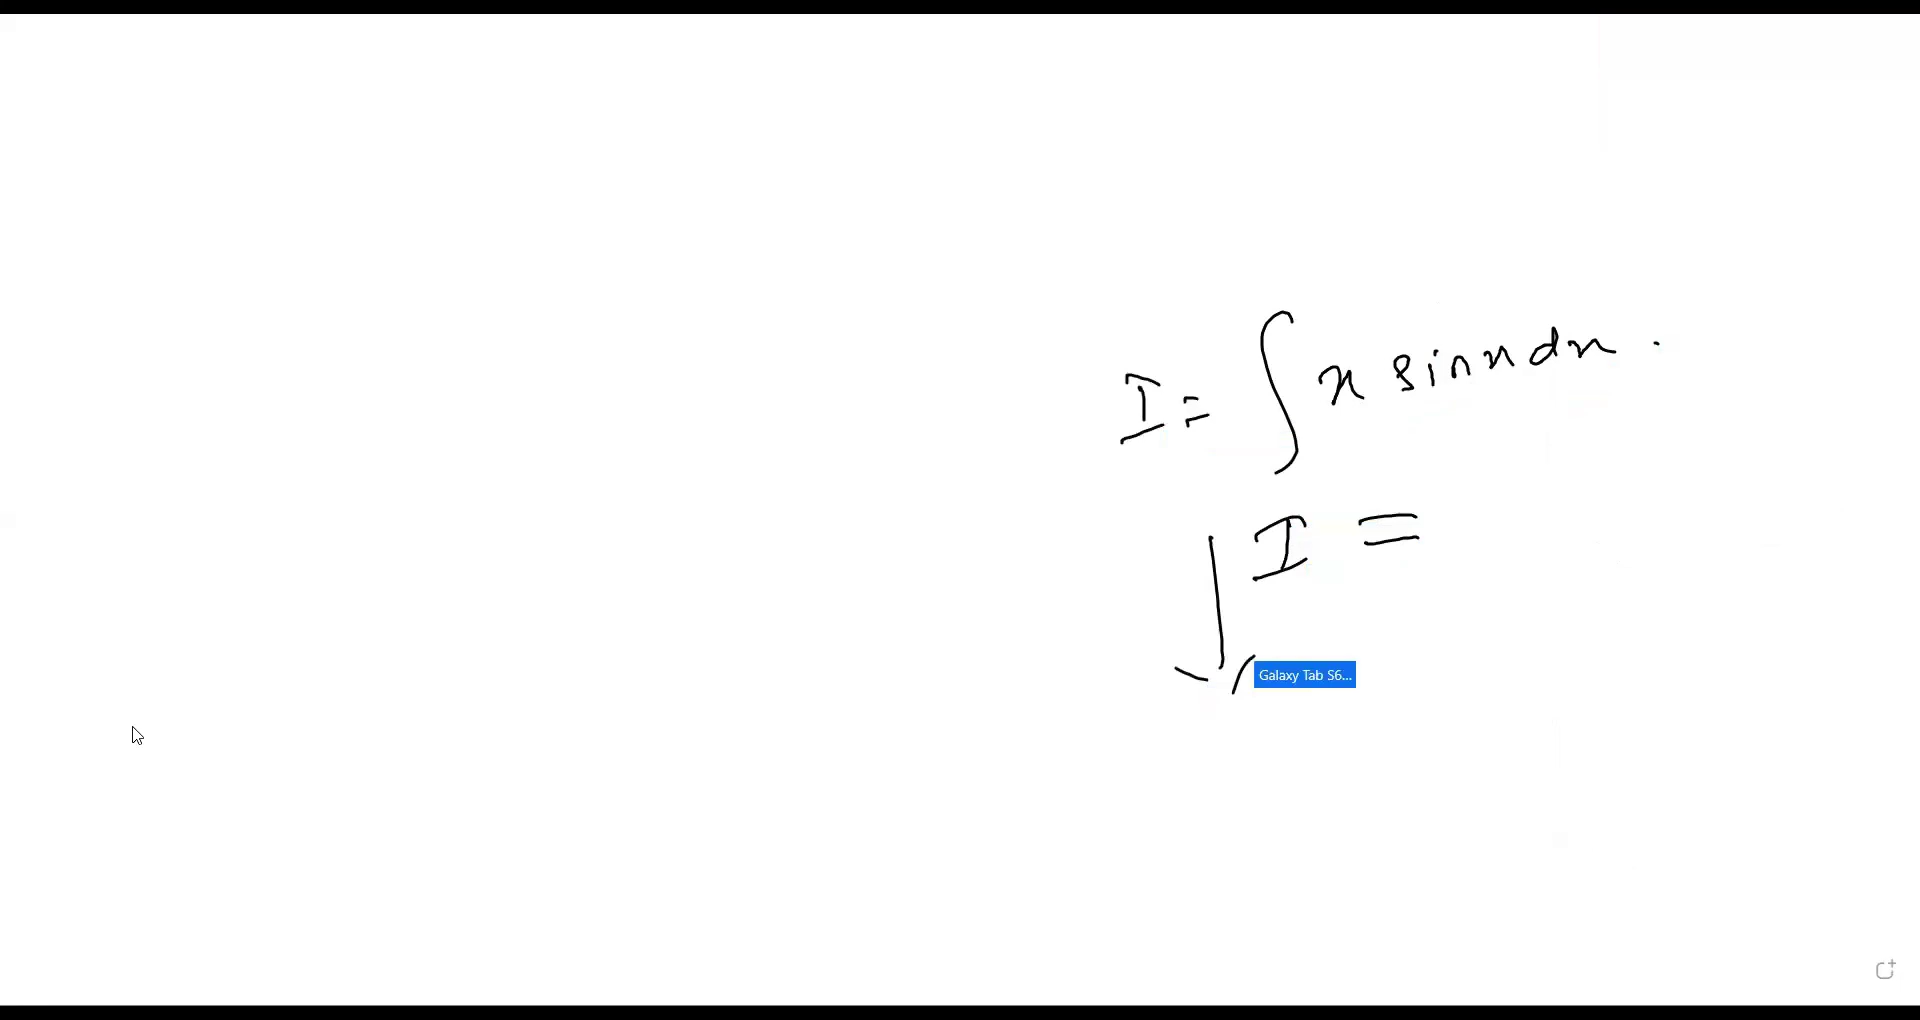 I = ∫ x sinx dx .
I =
Galaxy Tab S6...